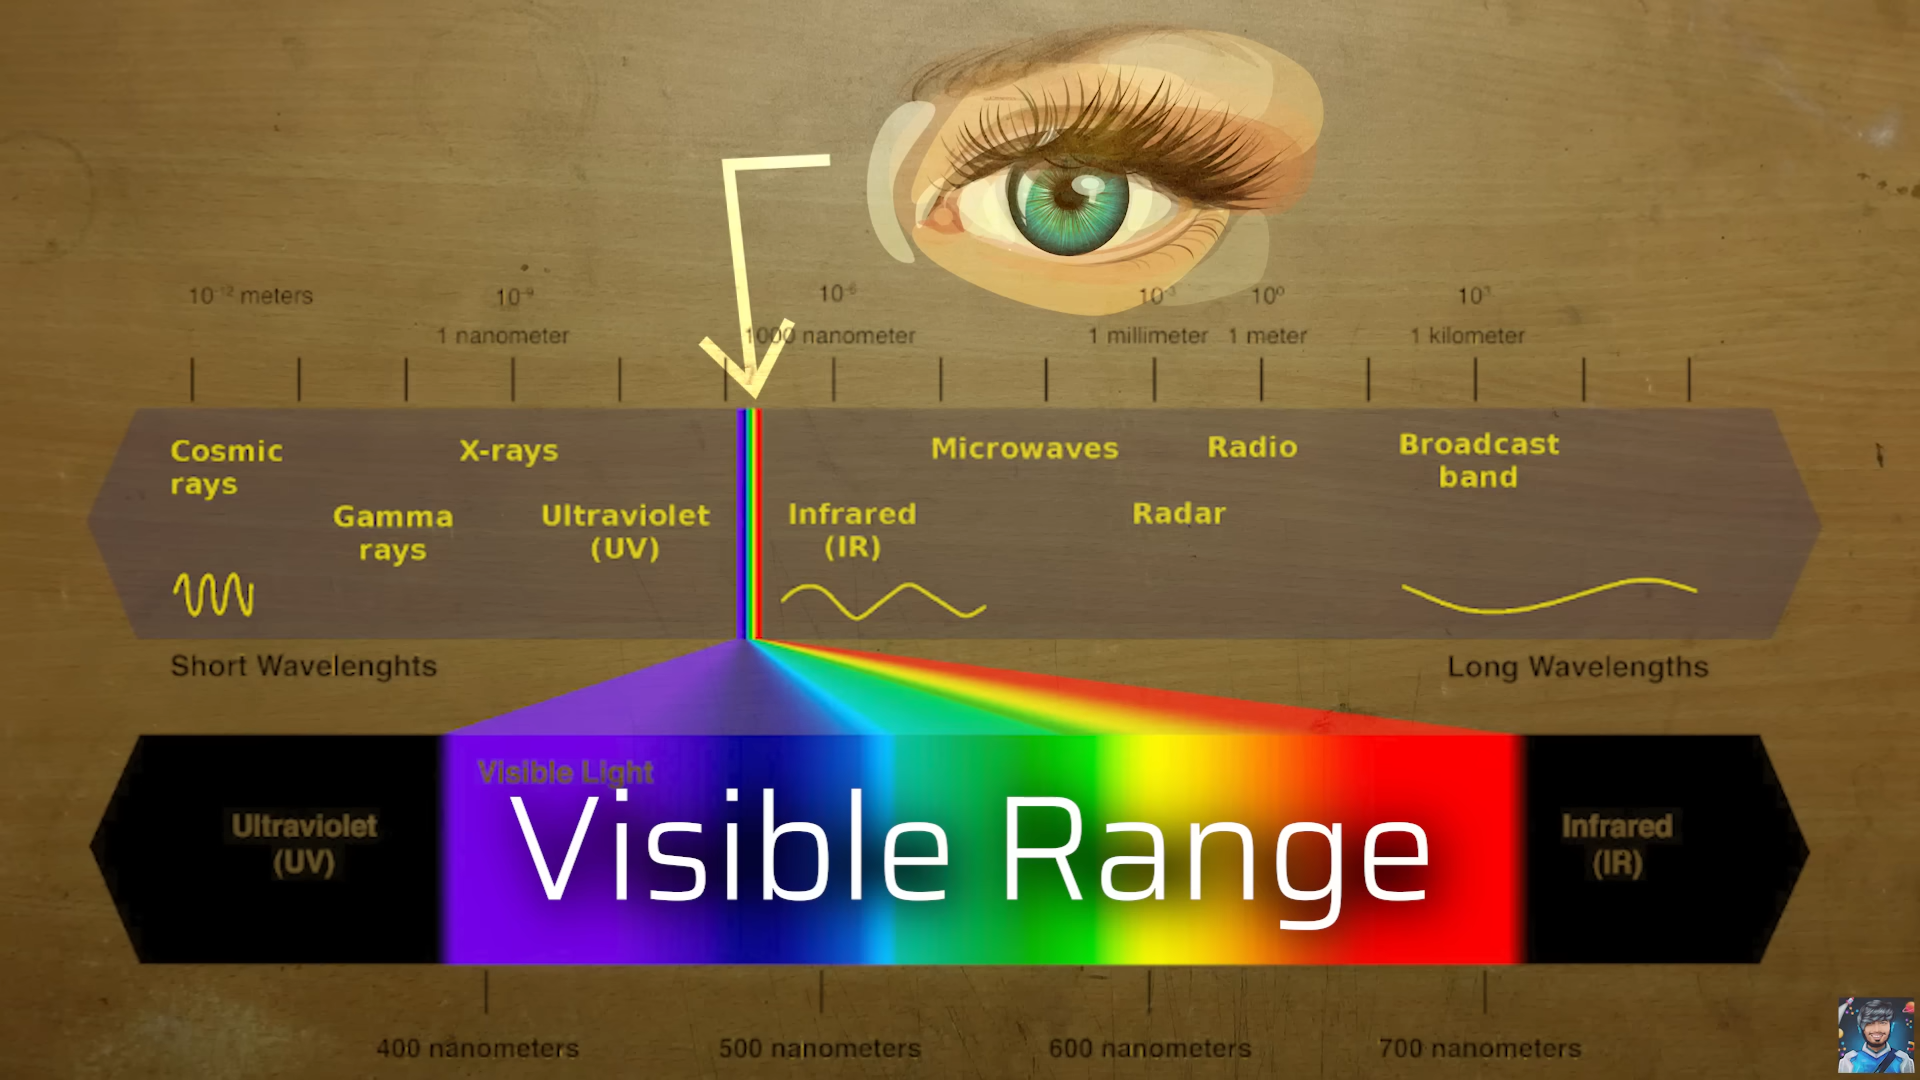 10⁻¹² meters 10⁻⁹ 10⁻⁶ 10⁻³ 10⁰ 10³
1 nanometer 1000 nanometer 1 millimeter 1 meter 1 kilometer
Cosmic
rays
X-rays
Microwaves
Radio
Broadcast
band
Gamma
rays
Ultraviolet
(UV)
Infrared
(IR)
Radar
Short Wavelenghts
Long Wavelengths
Visible Light
Ultraviolet
(UV)
Visible Range
Infrared
(IR)
400 nanometers 500 nanometers 600 nanometers 700 nanometers